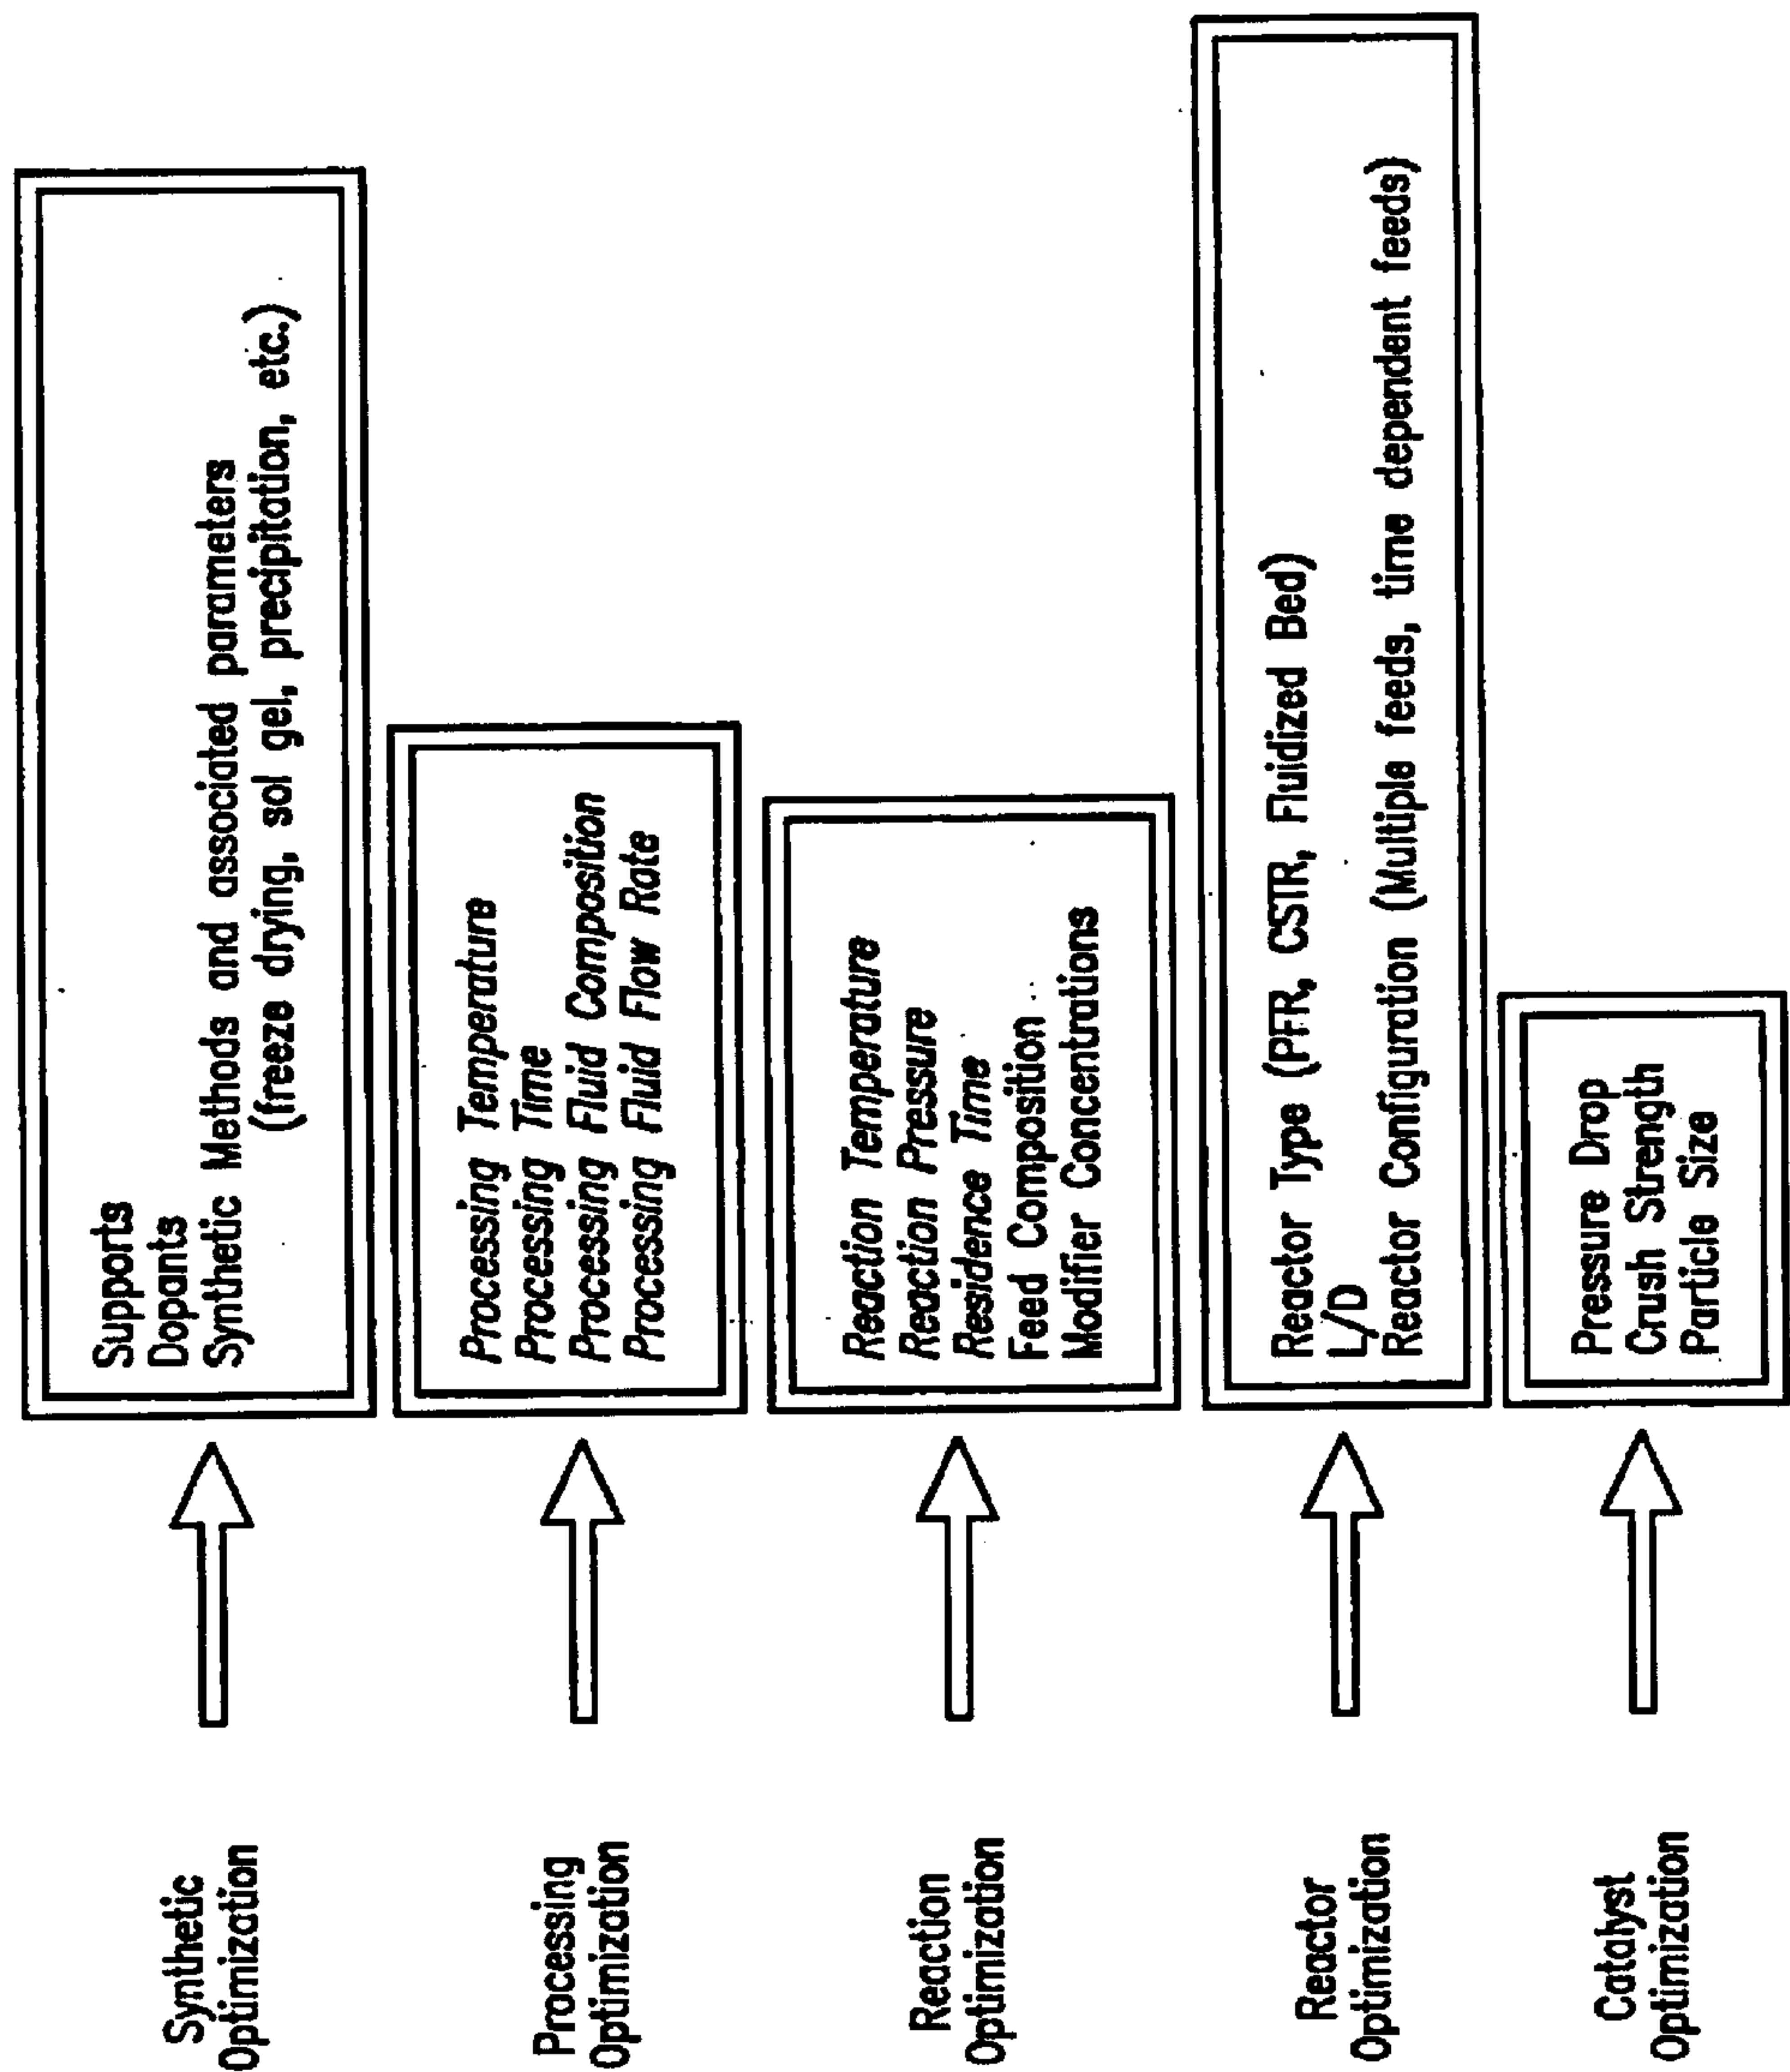 Synthetic
Optimization
Supports
Dopants
Synthetic Methods and associated parameters
(freeze drying, sol gel, precipitation, etc.)
Processing
Optimization
Processing Temperature
Processing Time
Processing Fluid Composition
Processing Fluid Flow Rate
Reaction
Optimization
Reaction Temperature
Reaction Pressure
Residence Time
Feed Composition
Modifier Concentrations
Reactor
Optimization
Reactor Type (PFR, CSTR, Fluidized Bed)
L/D
Reactor Configuration (Multiple feeds, time dependent feeds)
Catalyst
Optimization
Pressure Drop
Crush Strength
Particle Size